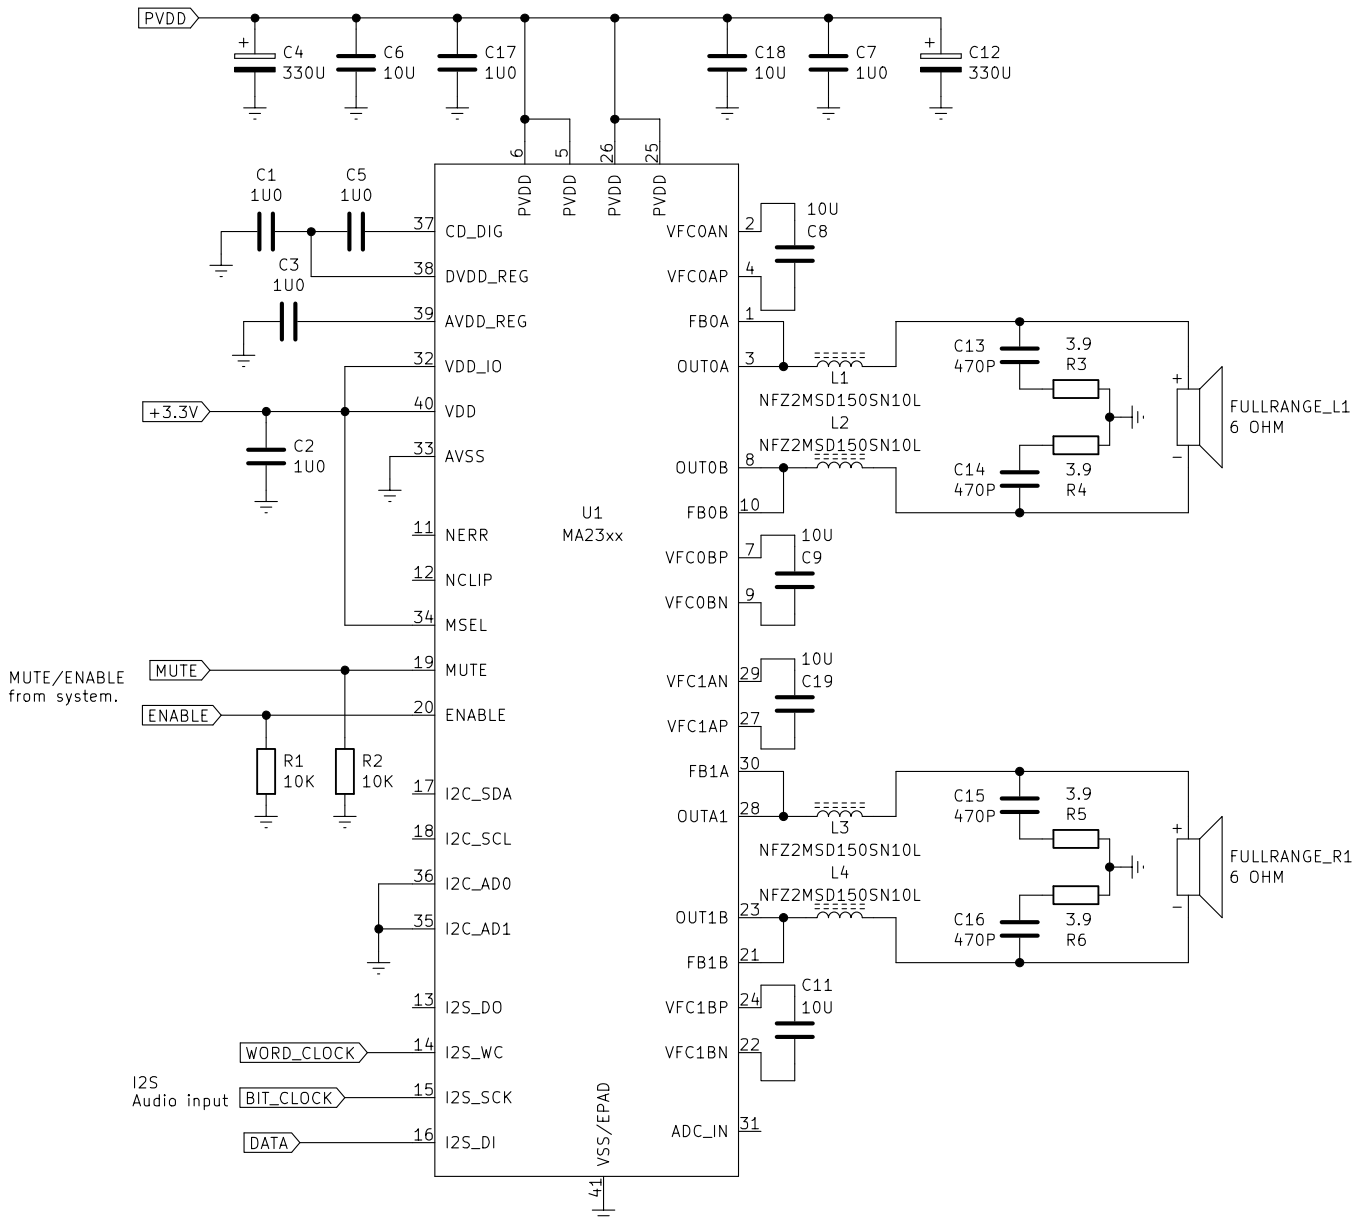 PVDD
+ C4
330U
C6
10U
C17
1U0
C18
10U
C7
1U0
+ C12
330U
6
5
26
25
PVDD
PVDD
PVDD
PVDD
C1
1U0
C5
1U0
37 CD_DIG
38 DVDD_REG
C3
1U0
39 AVDD_REG
32 VDD_IO
+3.3V
40 VDD
C2
1U0
33 AVSS
U1
MA23xx
11 NERR
12 NCLIP
34 MSEL
MUTE/ENABLE
from system.
MUTE
19 MUTE
ENABLE
20 ENABLE
R1
10K
R2
10K
17 I2C_SDA
18 I2C_SCL
36 I2C_AD0
35 I2C_AD1
13 I2S_DO
WORD_CLOCK
14 I2S_WC
I2S
Audio input
BIT_CLOCK
15 I2S_SCK
DATA
16 I2S_DI
VSS/EPAD
41
VFC0AN 2
10U
C8
VFC0AP 4
FB0A 1
OUT0A 3
L1
NFZ2MSD150SN10L
L2
NFZ2MSD150SN10L
OUT0B 8
FB0B 10
C13
470P
3.9
R3
C14
470P
3.9
R4
+
-
FULLRANGE_L1
6 OHM
VFC0BP 7
10U
C9
VFC0BN 9
VFC1AN 29
10U
C19
VFC1AP 27
FB1A 30
OUTA1 28
L3
NFZ2MSD150SN10L
L4
NFZ2MSD150SN10L
OUT1B 23
FB1B 21
C15
470P
3.9
R5
C16
470P
3.9
R6
+
-
FULLRANGE_R1
6 OHM
VFC1BP 24
C11
10U
VFC1BN 22
ADC_IN 31